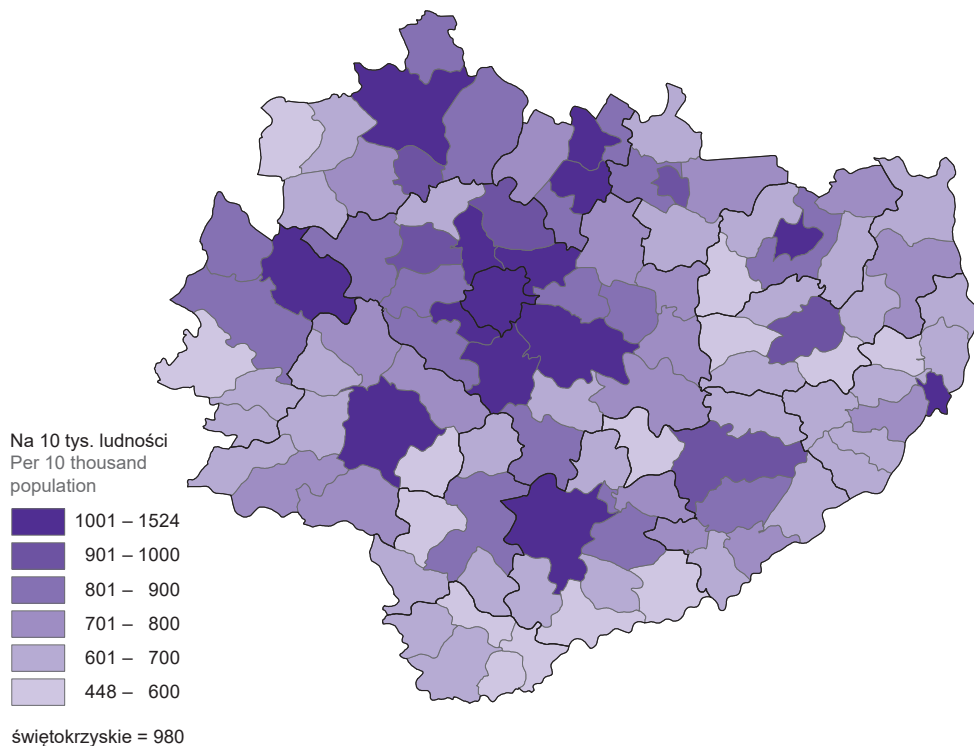 Na 10 tys. ludności
Per 10 thousand
population
1001 – 1524
901 – 1000
801 – 900
701 – 800
601 – 700
448 – 600
świętokrzyskie = 980